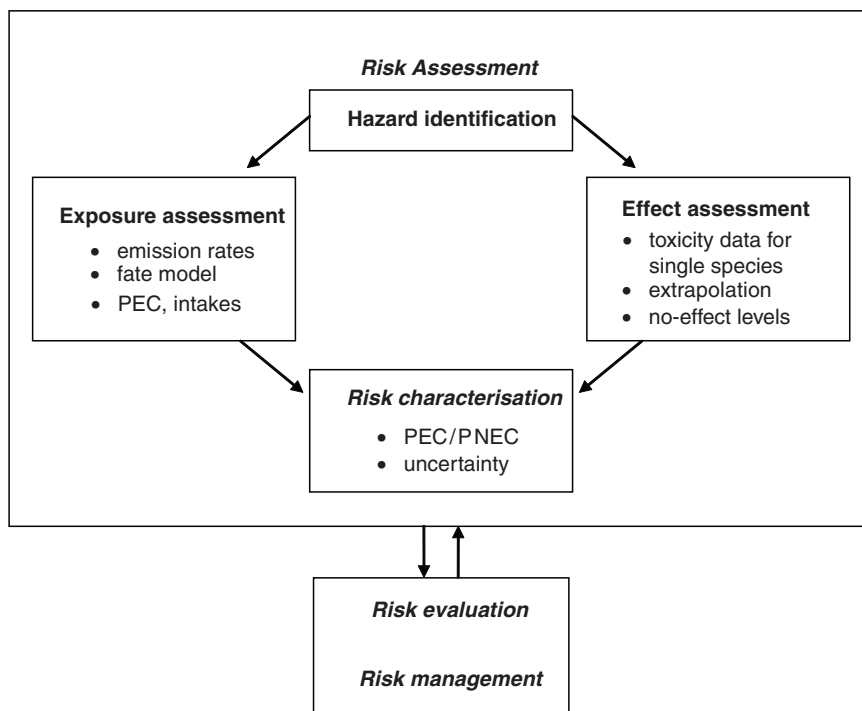 Risk Assessment
Hazard identification
Exposure assessment
• emission rates
• fate model
• PEC, intakes
Effect assessment
• toxicity data for
single species
• extrapolation
• no-effect levels
Risk characterisation
• PEC/PNEC
• uncertainty
Risk evaluation
Risk management